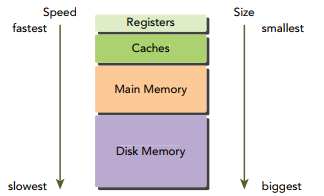 Speed
Size
fastest
Registers
smallest
Caches
Main Memory
Disk Memory
slowest
biggest